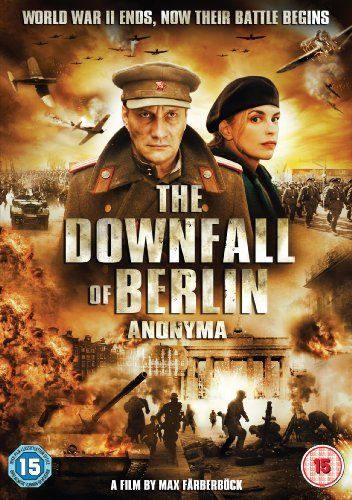 WORLD WAR II ENDS, NOW THEIR BATTLE BEGINS
THE
DOWNFALL
OF BERLIN
ANONYMA
15
15
A FILM BY MAX FÄRBERBÖCK